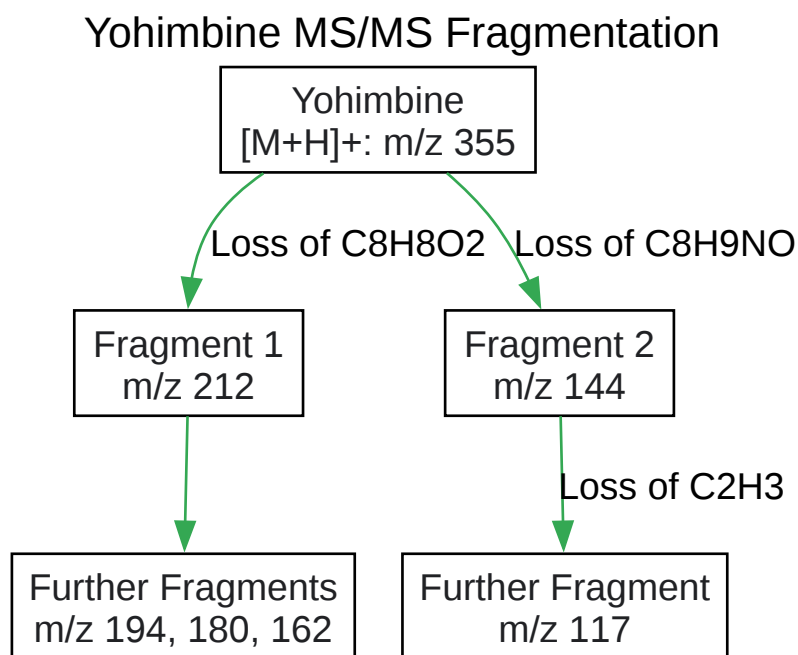 Yohimbine MS/MS Fragmentation
Yohimbine
[M+H]+: m/z 355
Loss of C8H8O2
Loss of C8H9NO
Fragment 1
m/z 212
Fragment 2
m/z 144
Loss of C2H3
Further Fragments
m/z 194, 180, 162
Further Fragment
m/z 117